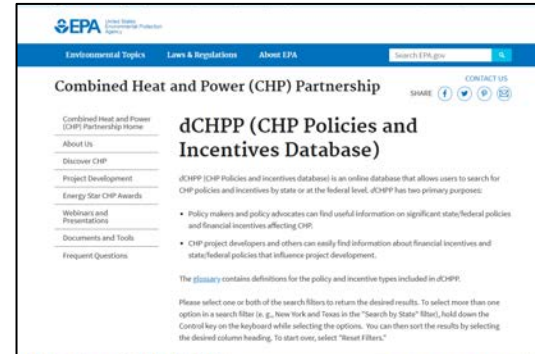 EPA United States Environmental Protection Agency
Environmental Topics Laws & Regulations About EPA Search EPA.gov
CONTACT US
Combined Heat and Power (CHP) Partnership
SHARE
Combined Heat and Power
(CHP) Partnership Home
About Us
Discover CHP
Project Development
Energy Star CHP Awards
Webinars and
Presentations
Documents and Tools
Frequent Questions
dCHPP (CHP Policies and
Incentives Database)
dCHPP (CHP Policies and incentives database) is an online database that allows users to search for
CHP policies and incentives by state or at the federal level. dCHPP has two primary purposes:
• Policy makers and policy advocates can find useful information on significant state/federal policies
and financial incentives affecting CHP.
• CHP project developers and others can easily find information about financial incentives and
state/federal policies that influence project development.
The glossary contains definitions for the policy and incentive types included in dCHPP.
Please select one or both of the search filters to return the desired results. To select more than one
option in a search filter (e. g., New York and Texas in the "Search by State" filter), hold down the
Control key on the keyboard while selecting the options. You can then sort the results by selecting
the desired column heading. To start over, select "Reset Filters."